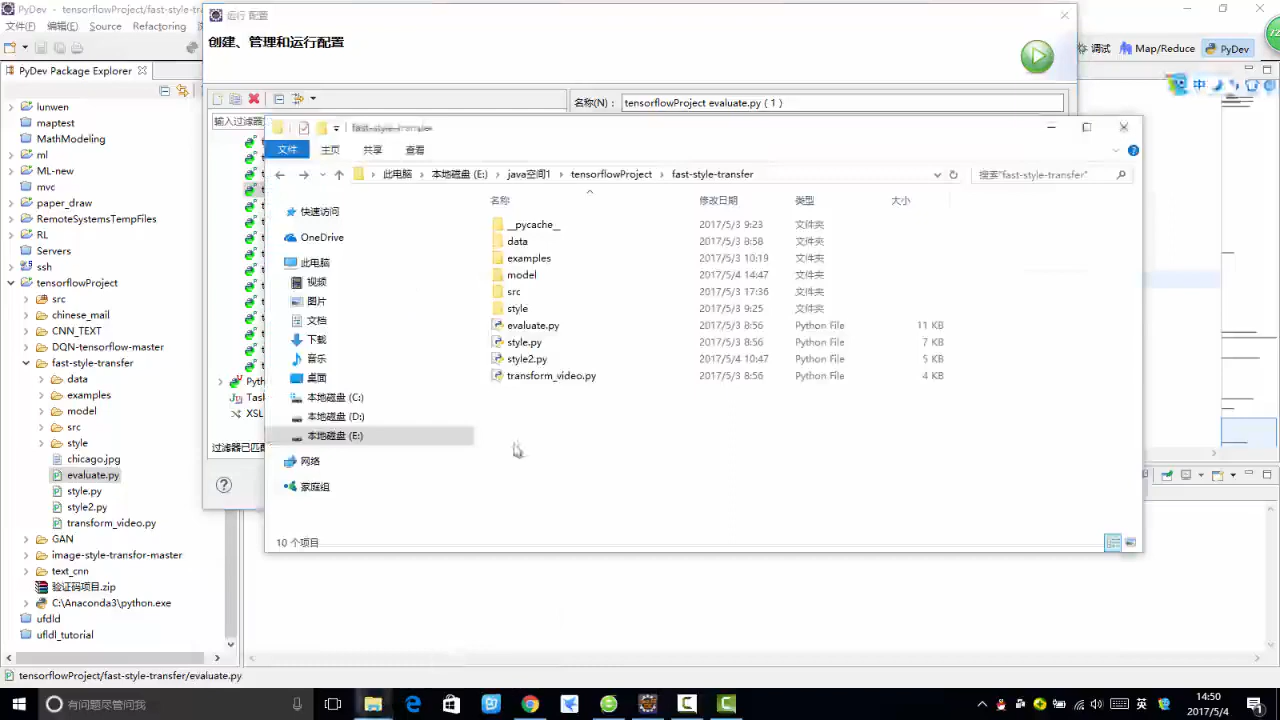 PyDev - tensorflowProject/fast-style-tr
运行 配置
文件(F) 编辑(E) Source Refactoring
创建、管理和运行配置
调试 Map/Reduce PyDev
PyDev Package Explorer
名称(N)： tensorflowProject evaluate.py ( 1 )
输入过滤器
中
lunwen
maptest
MathModeling
ml
ML-new
mvc
paper_draw
RemoteSystemsTempFiles
RL
Servers
ssh
tensorflowProject
src
chinese_mail
CNN_TEXT
DQN-tensorflow-master
fast-style-transfer
data
examples
model
src
style
chicago.jpg
evaluate.py
style.py
style2.py
transform_video.py
GAN
image-style-transfor-master
text_cnn
验证码项目.zip
C:\Anaconda3\python.exe
ufdld
ufldl_tutorial
Pyth
Task
XSL
过滤器已匹配
fast-style-transfer
文件 主页 共享 查看
此电脑 本地磁盘 (E:) java空间1 tensorflowProject fast-style-transfer
搜索"fast-style-transfer"
快速访问
OneDrive
此电脑
视频
图片
文档
下载
音乐
桌面
本地磁盘 (C:)
本地磁盘 (D:)
本地磁盘 (E:)
网络
家庭组
名称 修改日期 类型 大小
__pycache__ 2017/5/3 9:23 文件夹
data 2017/5/3 8:58 文件夹
examples 2017/5/3 10:19 文件夹
model 2017/5/4 14:47 文件夹
src 2017/5/3 17:36 文件夹
style 2017/5/3 9:25 文件夹
evaluate.py 2017/5/3 8:56 Python File 11 KB
style.py 2017/5/3 8:56 Python File 7 KB
style2.py 2017/5/4 10:47 Python File 5 KB
transform_video.py 2017/5/3 8:56 Python File 4 KB
10 个项目
tensorflowProject/fast-style-transfer/evaluate.py
有问题尽管问我
英
14:50
2017/5/4